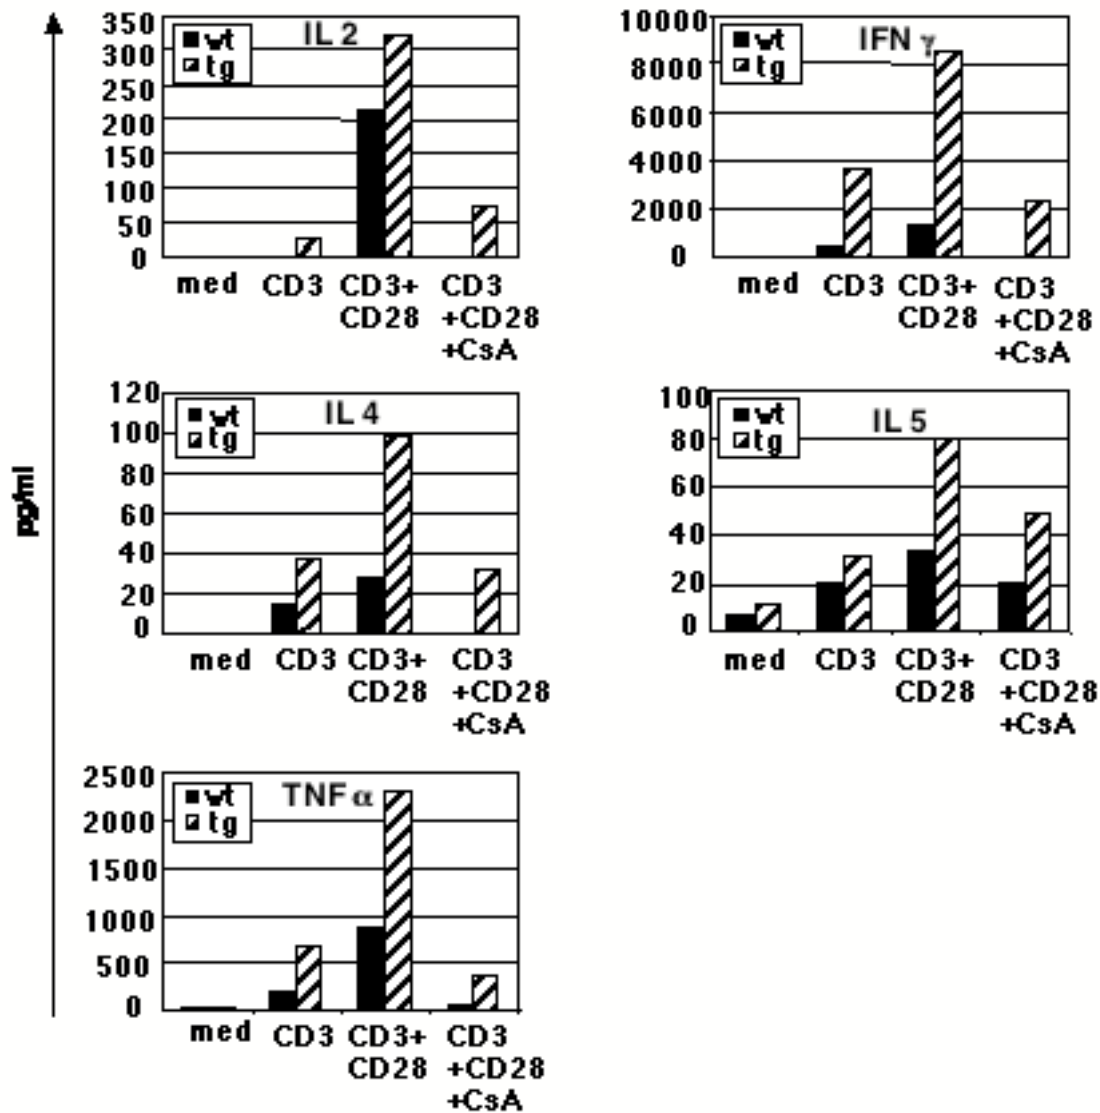 pg/ml
IL 2
wt
tg
350
300
250
200
150
100
50
0
med CD3 CD3+ CD3
CD28 +CD28
+CsA
IFN γ
wt
tg
10000
8000
6000
4000
2000
0
med CD3 CD3+ CD3
CD28 +CD28
+CsA
IL 4
wt
tg
120
100
80
60
40
20
0
med CD3 CD3+ CD3
CD28 +CD28
+CsA
IL 5
wt
tg
100
80
60
40
20
0
med CD3 CD3+ CD3
CD28 +CD28
+CsA
TNF α
wt
tg
2500
2000
1500
1000
500
0
med CD3 CD3+ CD3
CD28 +CD28
+CsA